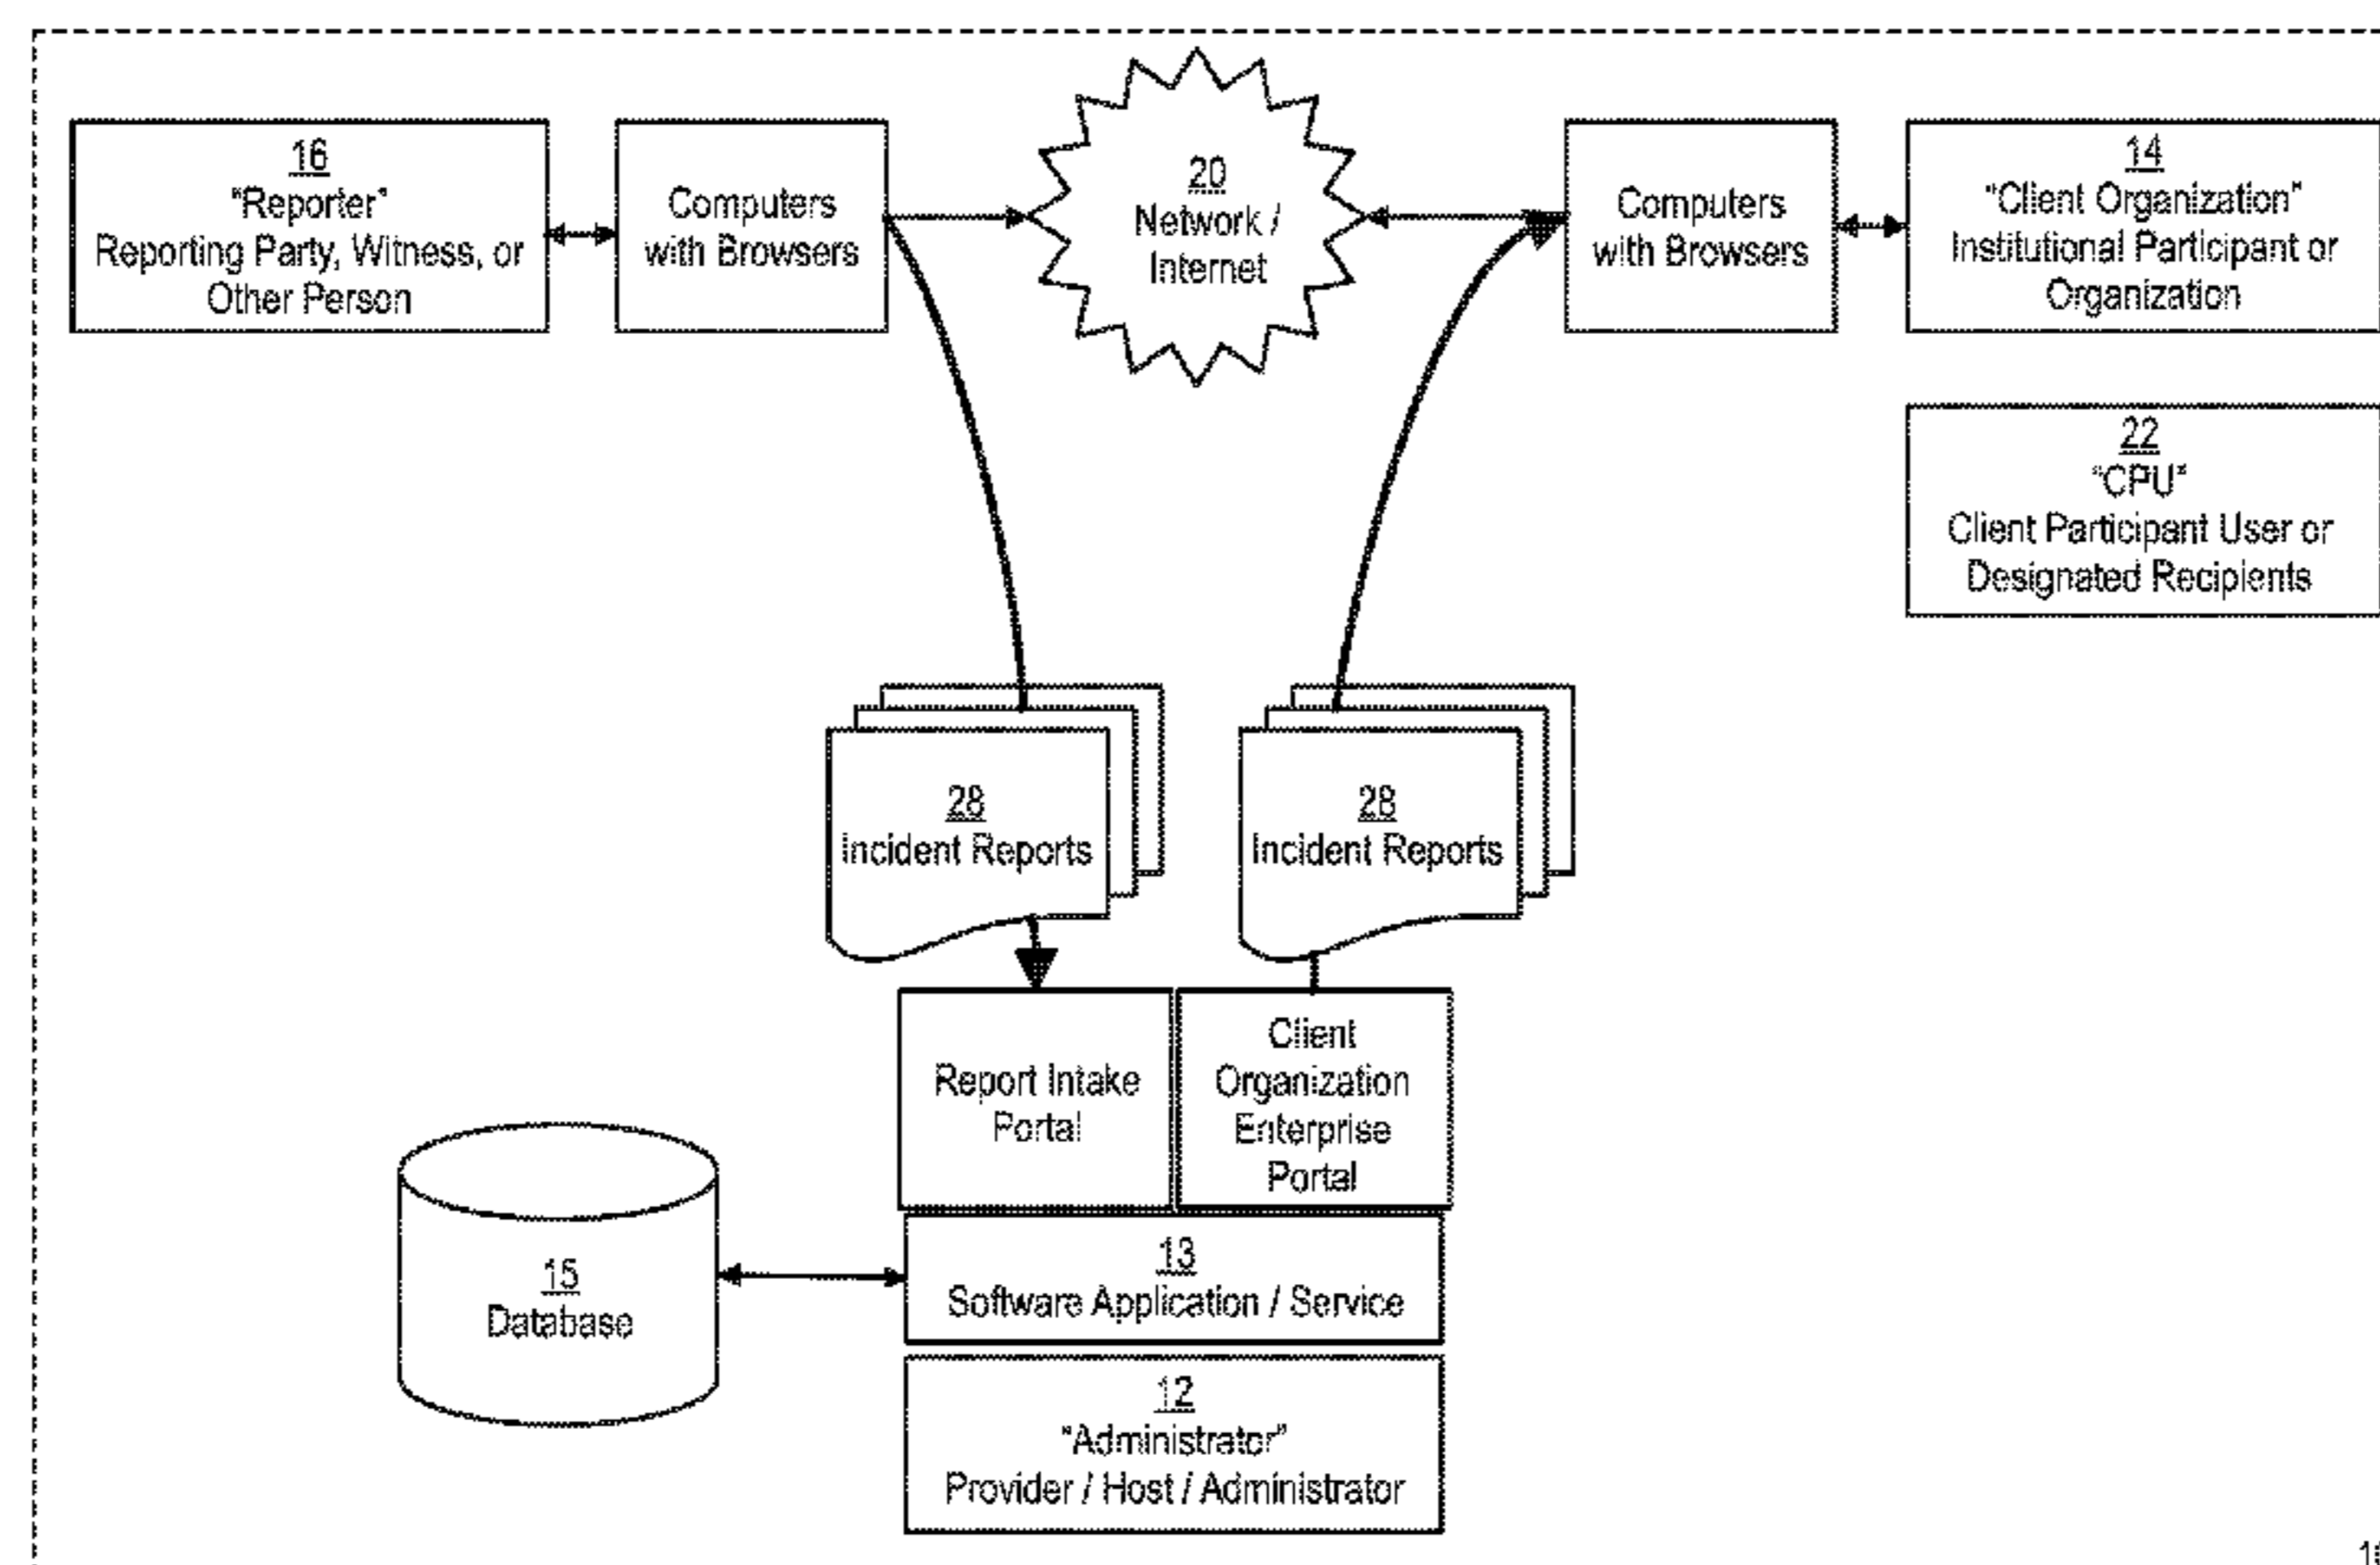 16
"Reporter"
Reporting Party, Witness, or
Other Person
Computers
with Browsers
20
Network /
Internet
Computers
with Browsers
14
"Client Organization"
Institutional Participant or
Organization
22
"CPU"
Client Participant User or
Designated Recipients
28
Incident Reports
28
Incident Reports
Report Intake
Portal
Client
Organization
Enterprise
Portal
15
Database
13
Software Application / Service
12
"Administrator"
Provider / Host / Administrator